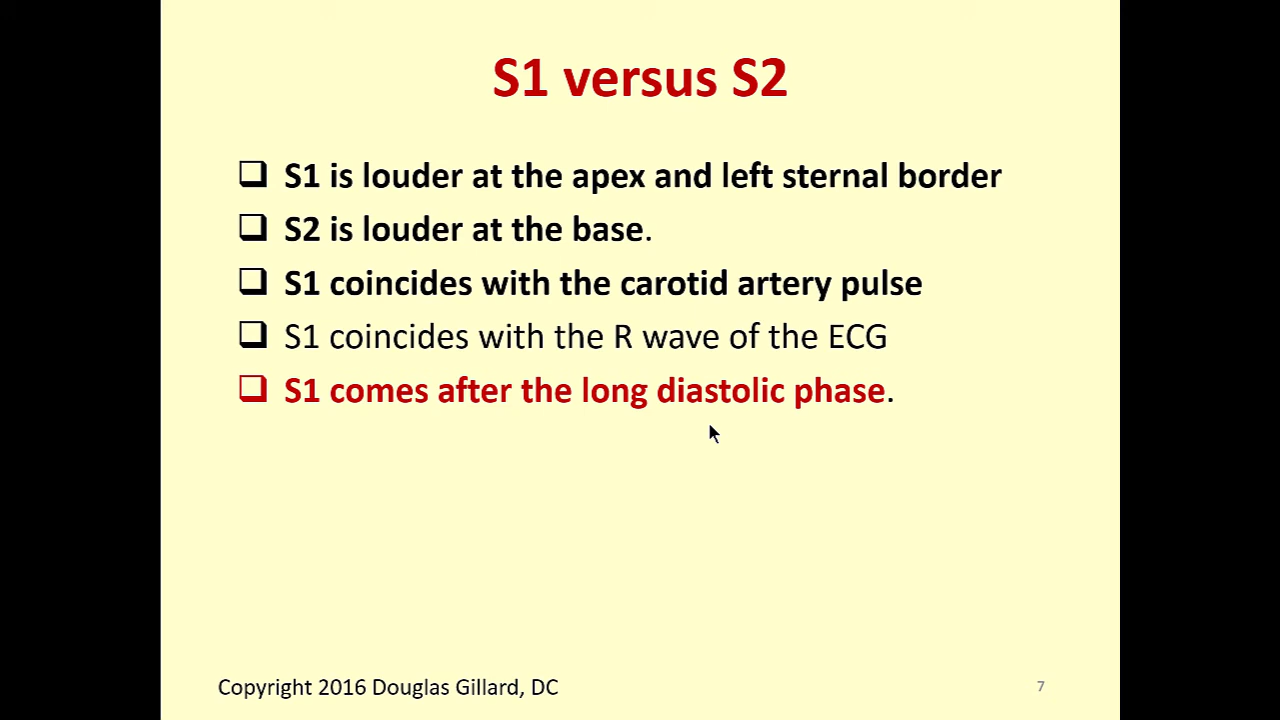 S1 versus S2
❑ S1 is louder at the apex and left sternal border
❑ S2 is louder at the base.
❑ S1 coincides with the carotid artery pulse
❑ S1 coincides with the R wave of the ECG
❑ S1 comes after the long diastolic phase.
Copyright 2016 Douglas Gillard, DC
7